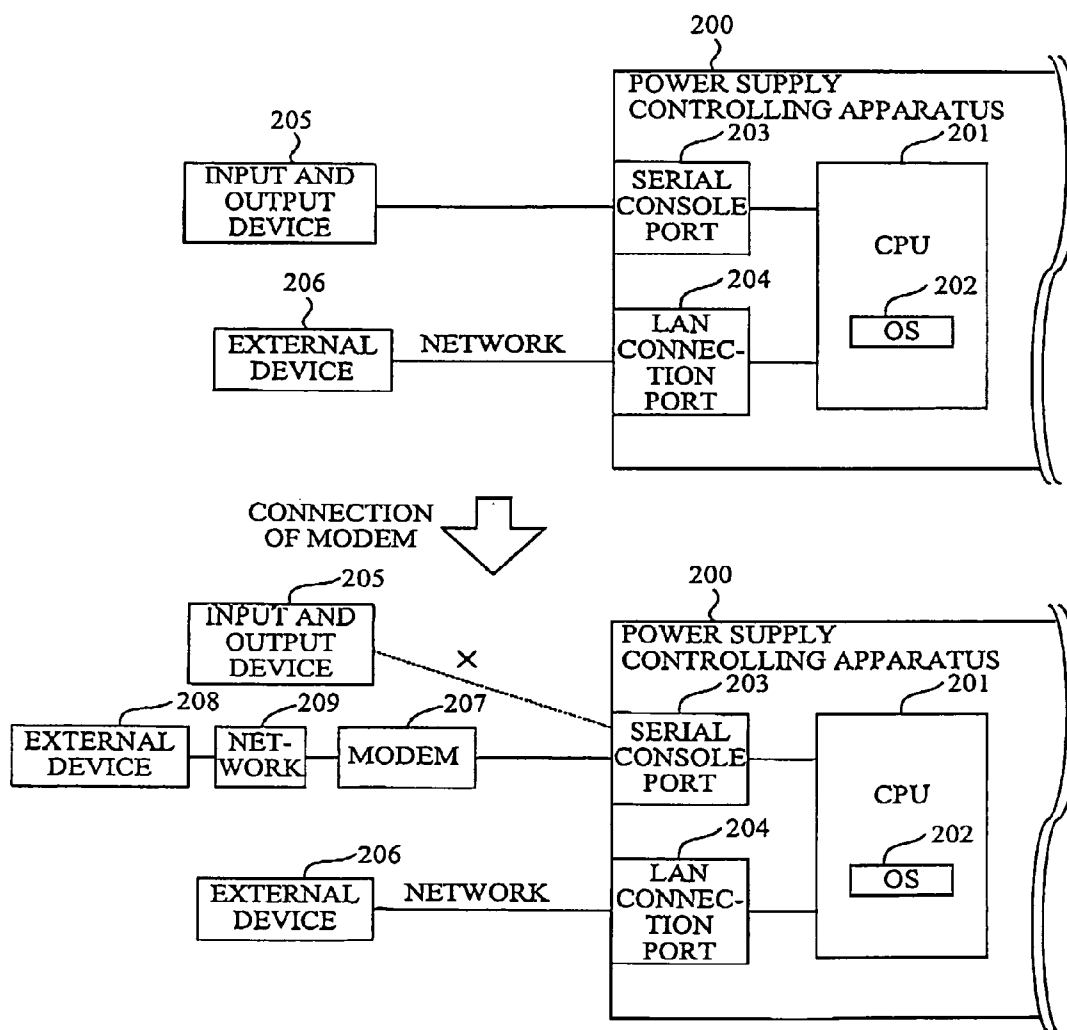 200
POWER SUPPLY
CONTROLLING APPARATUS
205
203
201
INPUT AND
OUTPUT
DEVICE
SERIAL
CONSOLE
PORT
CPU
206
204
202
EXTERNAL
DEVICE
NETWORK
LAN
CONNEC-
TION
PORT
OS
CONNECTION
OF MODEM
205
200
INPUT AND
OUTPUT
DEVICE
×
POWER SUPPLY
CONTROLLING APPARATUS
208
209
207
203
201
EXTERNAL
DEVICE
NET-
WORK
MODEM
SERIAL
CONSOLE
PORT
CPU
206
204
202
EXTERNAL
DEVICE
NETWORK
LAN
CONNEC-
TION
PORT
OS